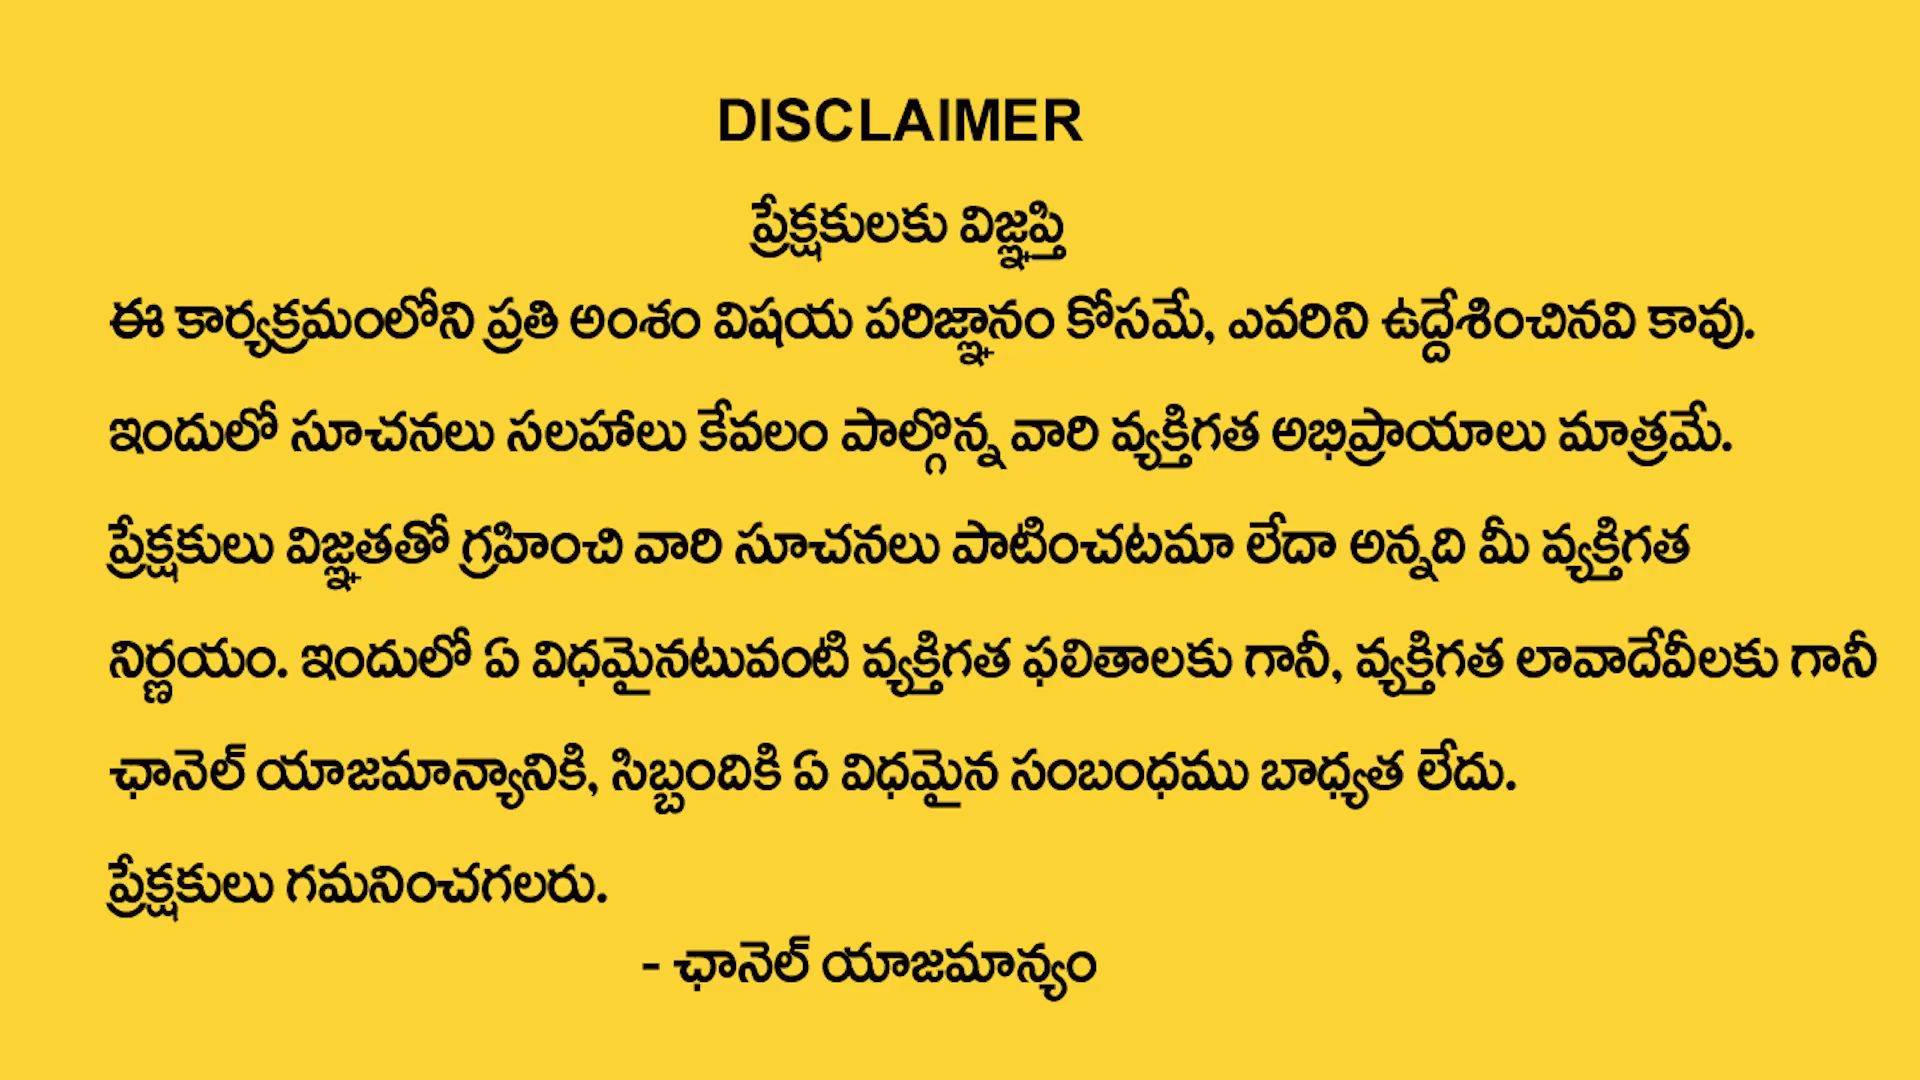 DISCLAIMER
ప్రేక్షకులకు విజ్ఞప్తి
ఈ కార్యక్రమంలోని ప్రతి అంశం విషయ పరిజ్ఞానం కోసమే, ఎవరిని ఉద్దేశించినవి కావు.
ఇందులో సూచనలు సలహాలు కేవలం పాల్గొన్న వారి వ్యక్తిగత అభిప్రాయాలు మాత్రమే.
ప్రేక్షకులు విజ్ఞతతో గ్రహించి వారి సూచనలు పాటించటమా లేదా అన్నది మీ వ్యక్తిగత
నిర్ణయం. ఇందులో ఏ విధమైనటువంటి వ్యక్తిగత ఫలితాలకు గానీ, వ్యక్తిగత లావాదేవీలకు గానీ
ఛానెల్ యాజమాన్యానికి, సిబ్బందికి ఏ విధమైన సంబంధము బాధ్యత లేదు.
ప్రేక్షకులు గమనించగలరు.
- ఛానెల్ యాజమాన్యం